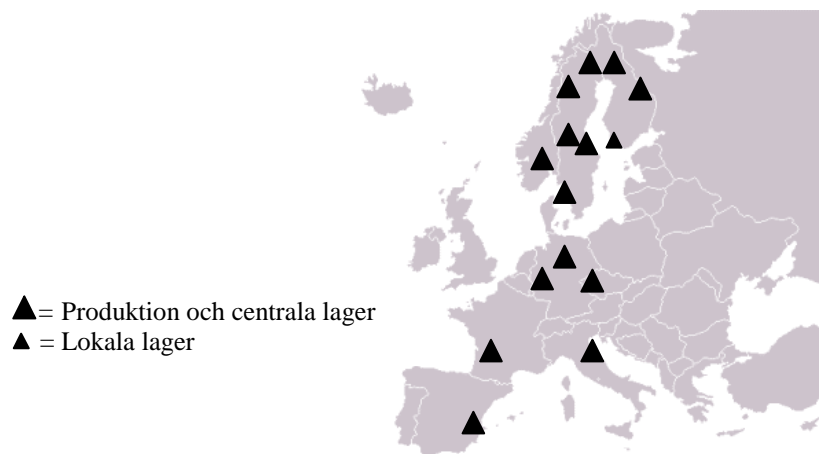 = Produktion och centrala lager
= Lokala lager